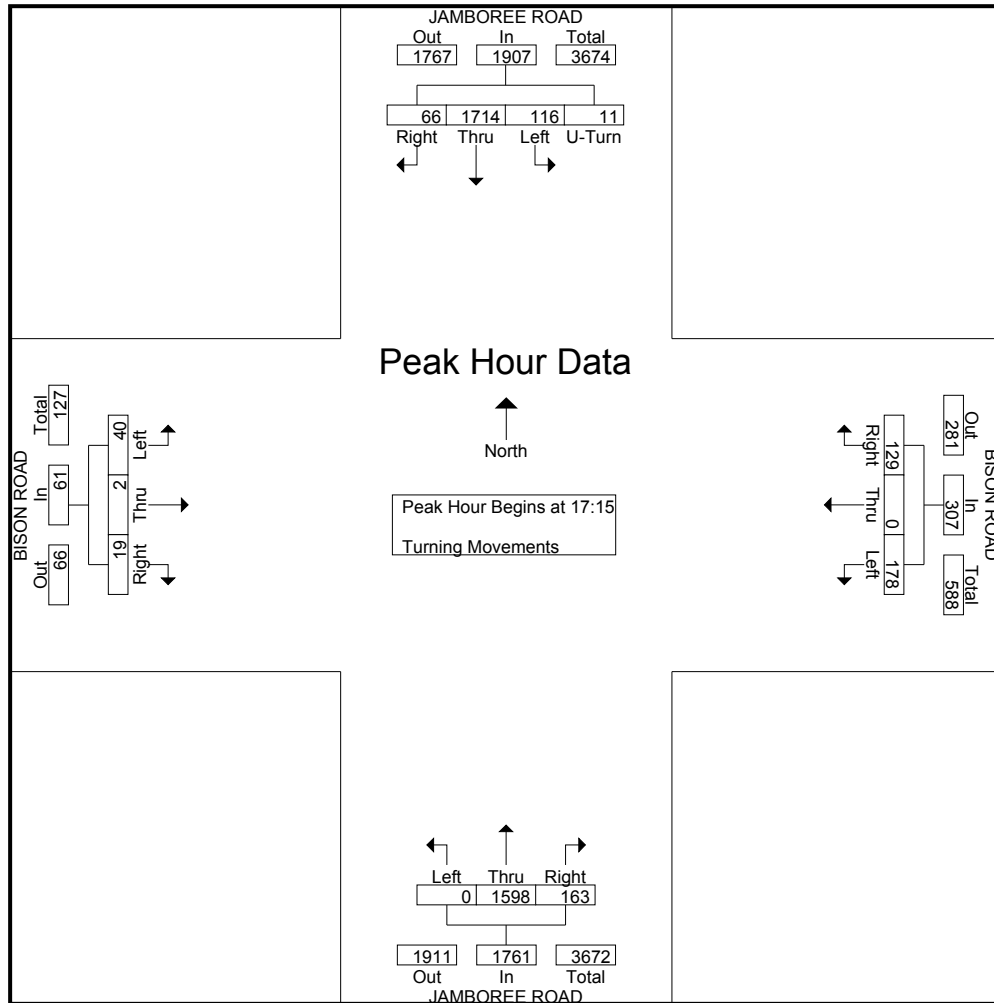 JAMBOREE ROAD
Out In Total
1767 1907 3674
66 1714 116 11
Right Thru Left U-Turn
Peak Hour Data
North
Peak Hour Begins at 17:15
Turning Movements
BISON ROAD
Total In Out
127 61 66
40 2 19
Left Thru Right
Right Thru Left
129 0 178
Out In Total
281 307 588
BISON ROAD
Left Thru Right
0 1598 163
1911 1761 3672
Out In Total
JAMBOREE ROAD